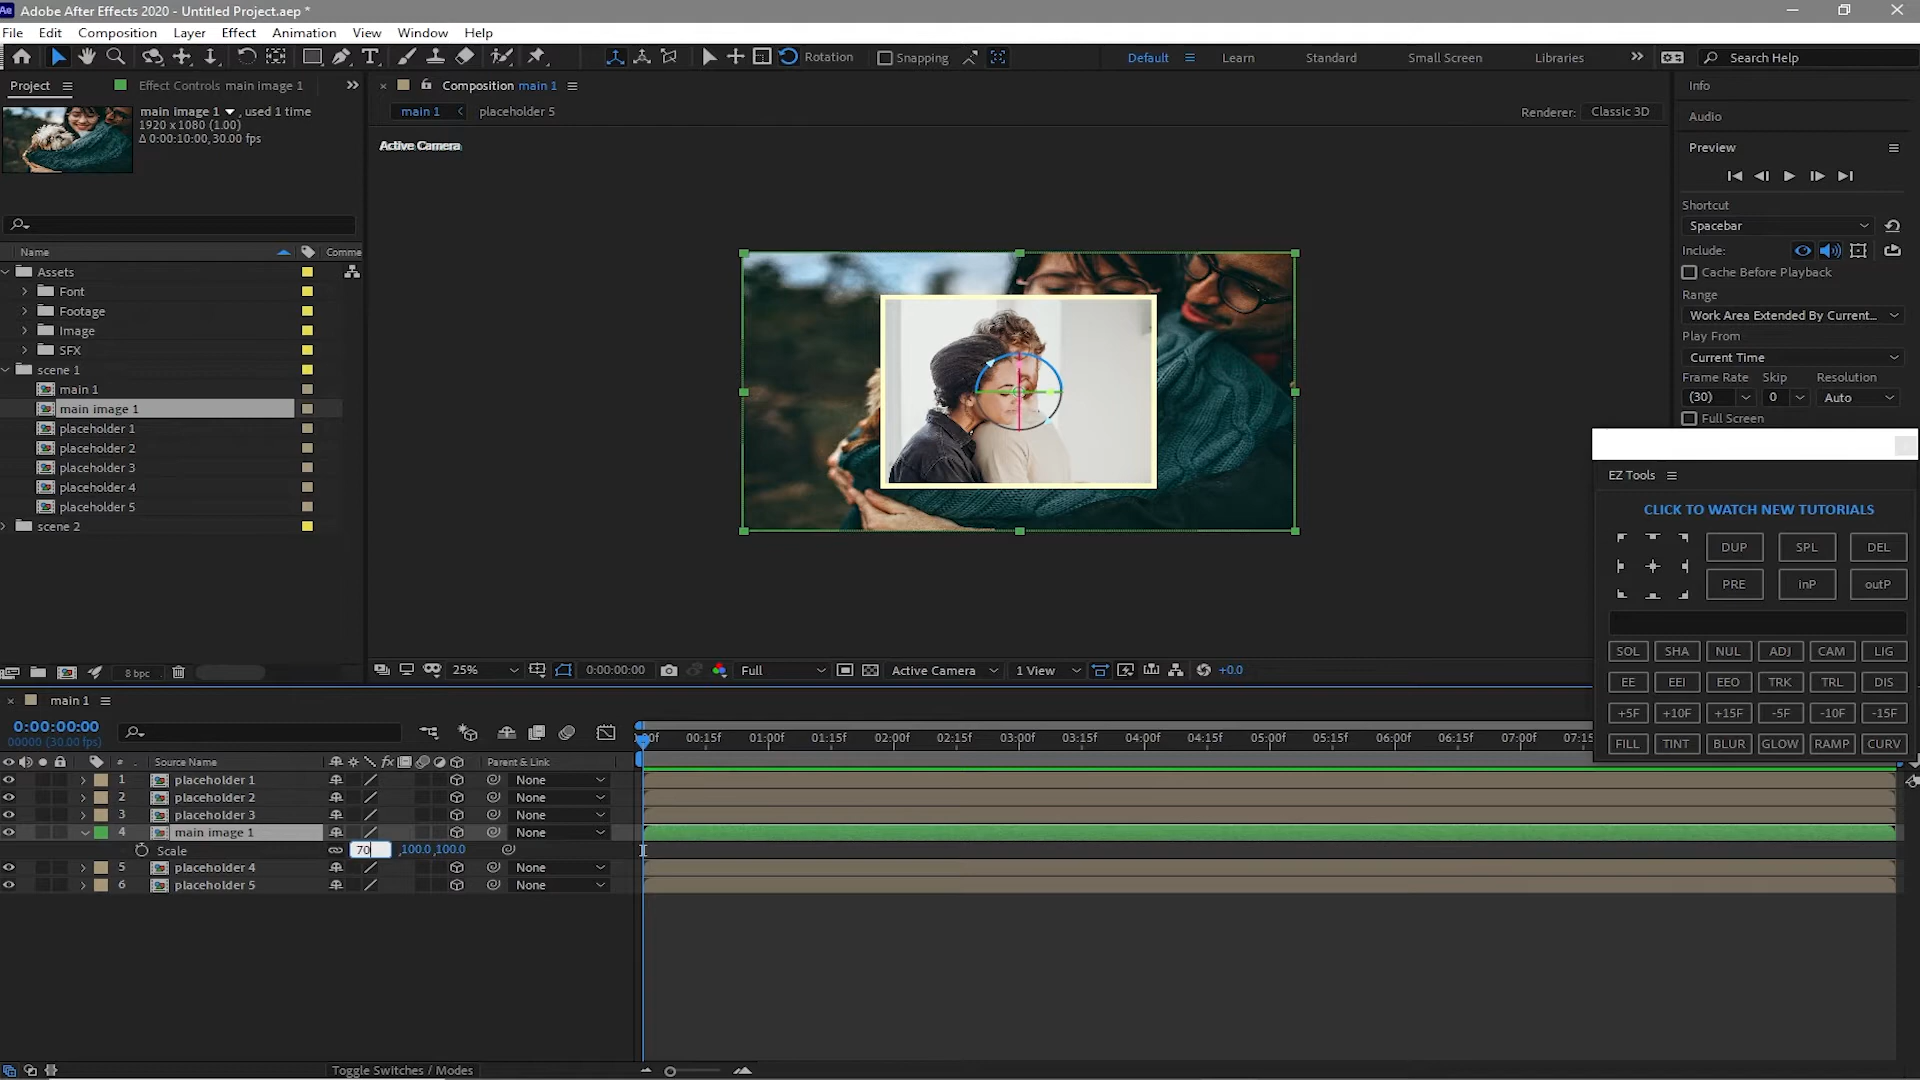 Adobe After Effects 2020 - Untitled Project.aep *
File Edit Composition Layer Effect Animation View Window Help
Rotation Snapping Default Learn Standard Small Screen Libraries Search Help
Project Effect Controls main image 1
Composition main 1
main image 1 , used 1 time
1920 x 1080 (1.00)
Δ 0:00:10:00, 30.00 fps
main 1 placeholder 5
Renderer: Classic 3D
Active Camera
Name Comme
Assets
Font
Footage
Image
SFX
scene 1
main 1
main image 1
placeholder 1
placeholder 2
placeholder 3
placeholder 4
placeholder 5
scene 2
8 bpc
25% 0:00:00:00 Full Active Camera 1 View +0.0
Info
Audio
Preview
Shortcut
Spacebar
Include:
Cache Before Playback
Range
Work Area Extended By Current...
Play From
Current Time
Frame Rate Skip Resolution
(30) 0 Auto
Full Screen
EZ Tools
CLICK TO WATCH NEW TUTORIALS
DUP SPL DEL
PRE inP outP
SOL SHA NUL ADJ CAM LIG
EE EEI EEO TRK TRL DIS
+5F +10F +15F -5F -10F -15F
FILL TINT BLUR GLOW RAMP CURV
main 1
0:00:00:00
00000 (30.00 fps)
:00f 00:15f 01:00f 01:15f 02:00f 02:15f 03:00f 03:15f 04:00f 04:15f 05:00f 05:15f 06:00f 06:15f 07:00f 07:15
# Source Name fx Parent & Link
1 placeholder 1 None
2 placeholder 2 None
3 placeholder 3 None
4 main image 1 None
Scale 70 ,100.0,100.0
5 placeholder 4 None
6 placeholder 5 None
Toggle Switches / Modes